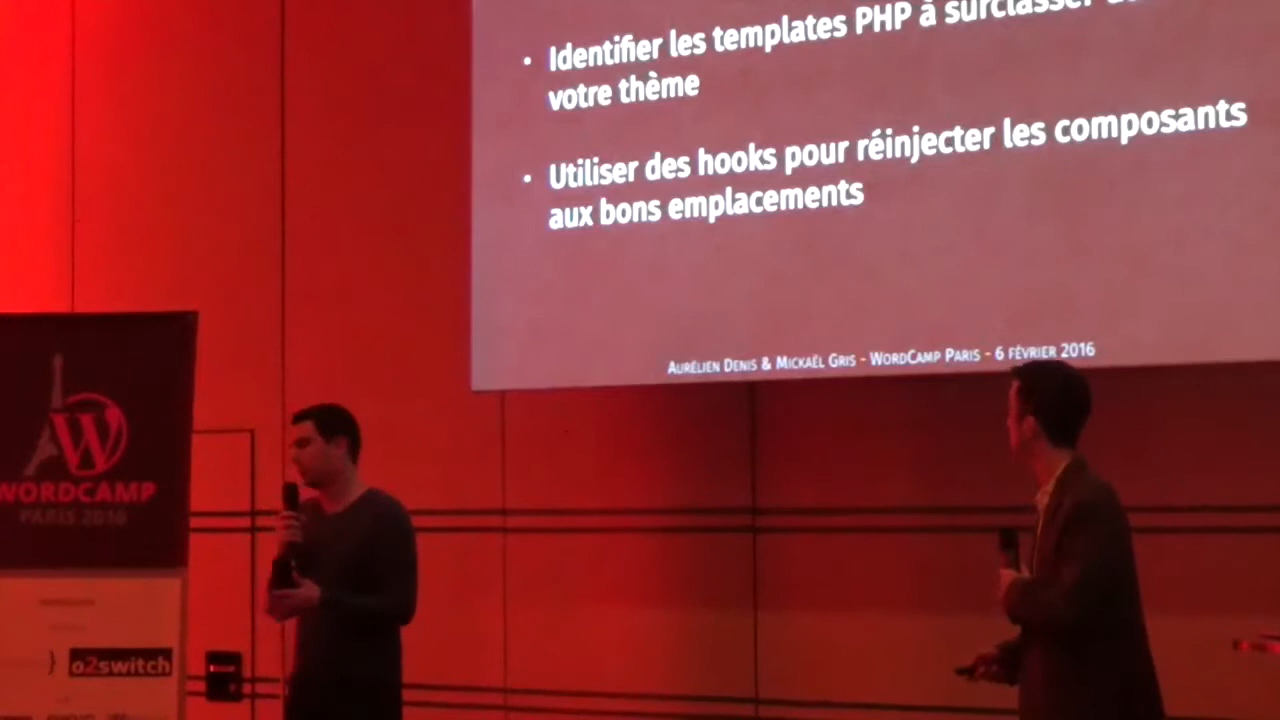 • Identifier les templates PHP à surclasser
votre thème
• Utiliser des hooks pour réinjecter les composants
aux bons emplacements
Aurélien Denis & Mickaël Gris - WordCamp Paris - 6 février 2016
W
WORDCAMP
PARIS 2016
} o2switch